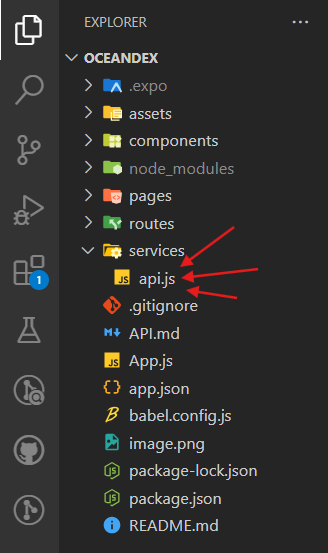 EXPLORER
OCEANDEX
.expo
assets
components
node_modules
pages
routes
services
JS api.js
.gitignore
API.md
JS App.js
{} app.json
babel.config.js
image.png
package-lock.json
package.json
README.md
1